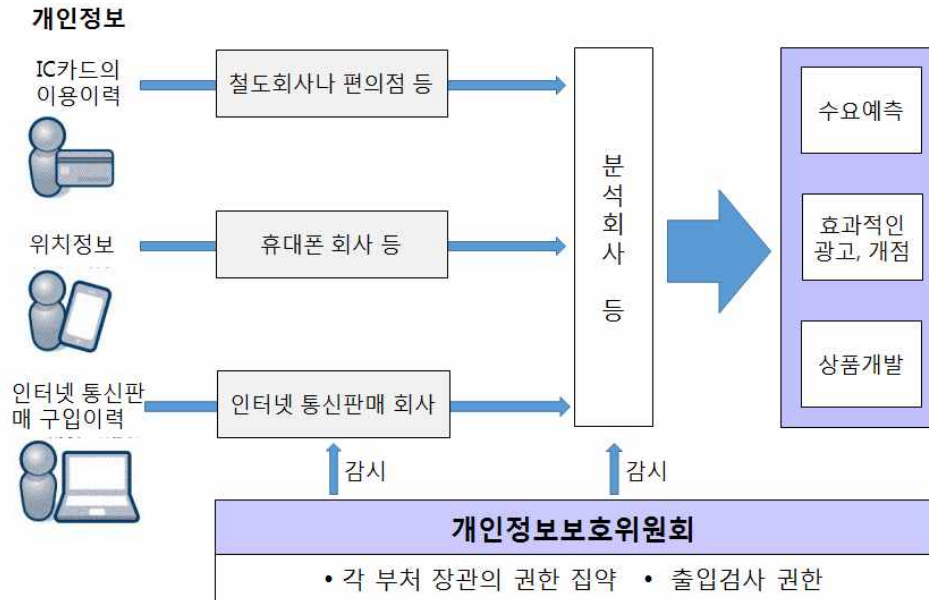 개인정보
IC카드의
이용이력
철도회사나 편의점 등
위치정보
휴대폰 회사 등
인터넷 통신판
매 구입이력
인터넷 통신판매 회사
분석회사 등
수요예측
효과적인
광고, 개점
상품개발
감시
감시
개인정보보호위원회
• 각 부처 장관의 권한 집약 • 출입검사 권한